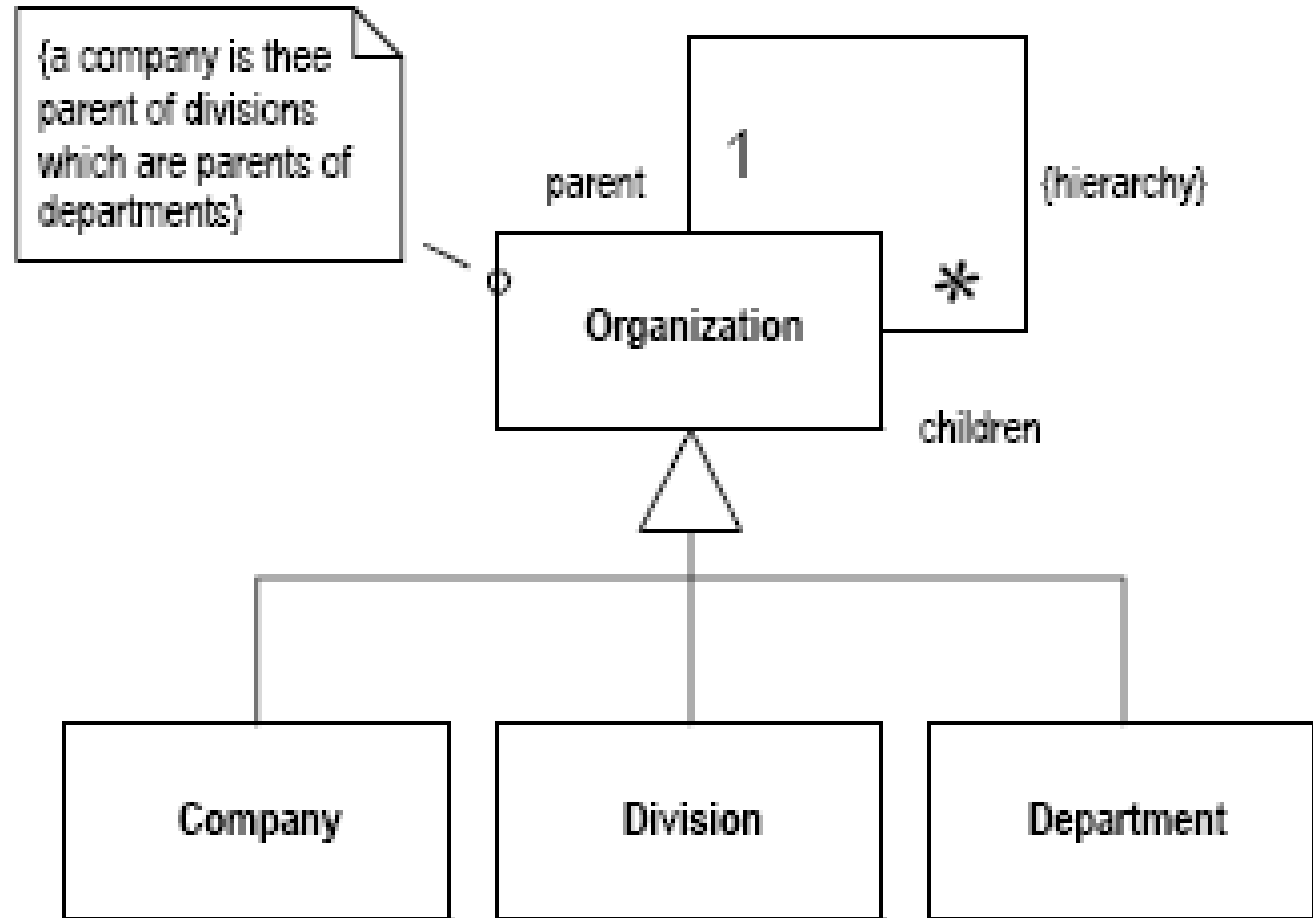 {a company is thee
parent of divisions
which are parents of
departments}
1
parent
{hierarchy}
*
Organization
children
Company
Division
Department